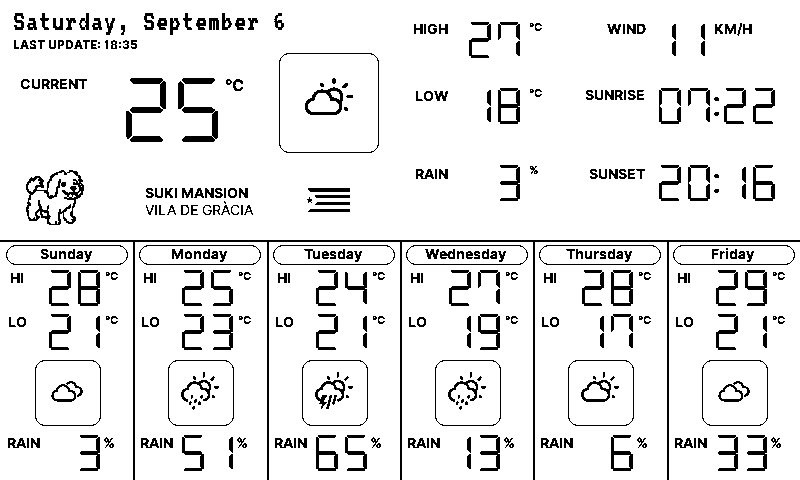 Saturday, September 6
LAST UPDATE: 18:35
CURRENT 25 °C
SUKI MANSION
VILA DE GRÀCIA
HIGH 27 °C
LOW 18 °C
RAIN 3 %
WIND 11 KM/H
SUNRISE 07:22
SUNSET 20:16
Sunday
HI 28 °C
LO 21 °C
RAIN 3 %
Monday
HI 25 °C
LO 23 °C
RAIN 51 %
Tuesday
HI 24 °C
LO 21 °C
RAIN 65 %
Wednesday
HI 27 °C
LO 19 °C
RAIN 13 %
Thursday
HI 28 °C
LO 17 °C
RAIN 6 %
Friday
HI 29 °C
LO 21 °C
RAIN 33 %